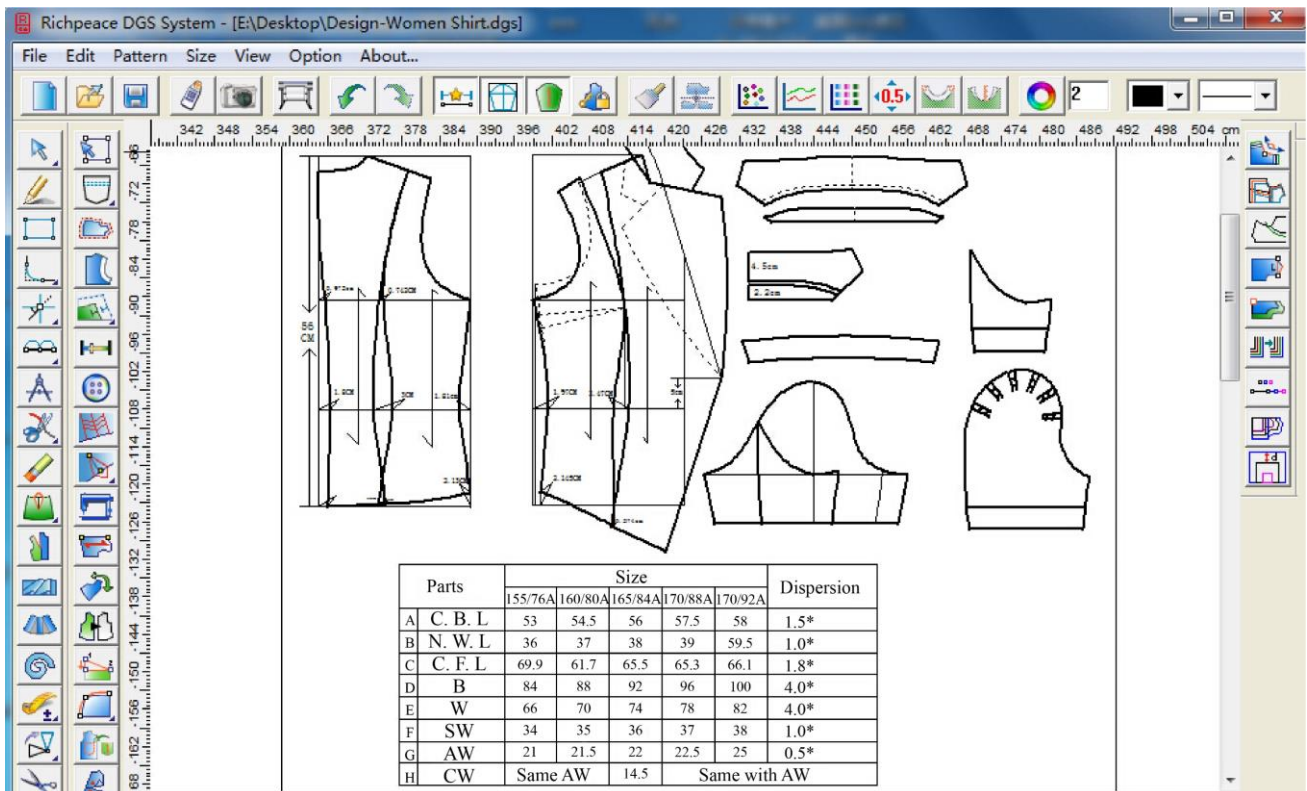 Richpeace DGS System - [E:\Desktop\Design-Women Shirt.dgs]
File Edit Pattern Size View Option About...
0.5
2
342 348 354 360 366 372 378 384 390 396 402 408 414 420 426 432 438 444 450 456 462 468 474 480 486 492 498 504 cm
-72
-78
-84
-90
-96
-102
-108
-114
-120
-126
-132
-138
-144
-150
-156
-162
4.5cm
2.2cm
56
CM
5cm
Parts Size Dispersion
155/76A 160/80A 165/84A 170/88A 170/92A
A C. B. L 53 54.5 56 57.5 58 1.5*
B N. W. L 36 37 38 39 59.5 1.0*
C C. F. L 69.9 61.7 65.5 65.3 66.1 1.8*
D B 84 88 92 96 100 4.0*
E W 66 70 74 78 82 4.0*
F SW 34 35 36 37 38 1.0*
G AW 21 21.5 22 22.5 25 0.5*
H CW Same AW 14.5 Same with AW